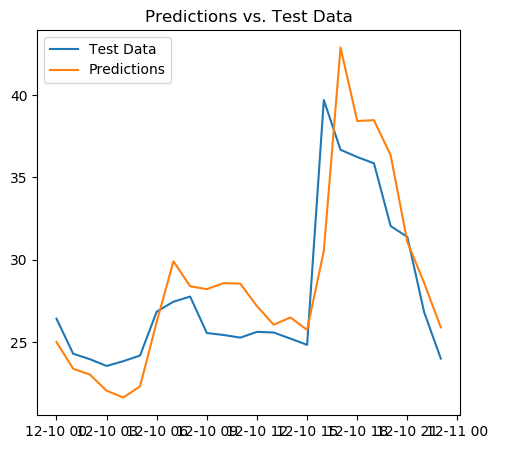 Predictions vs. Test Data
Test Data
Predictions
40
35
30
25
12-10 00 12-10 03 12-10 06 12-10 09 12-10 12 12-10 15 12-10 18 12-10 21 12-11 00